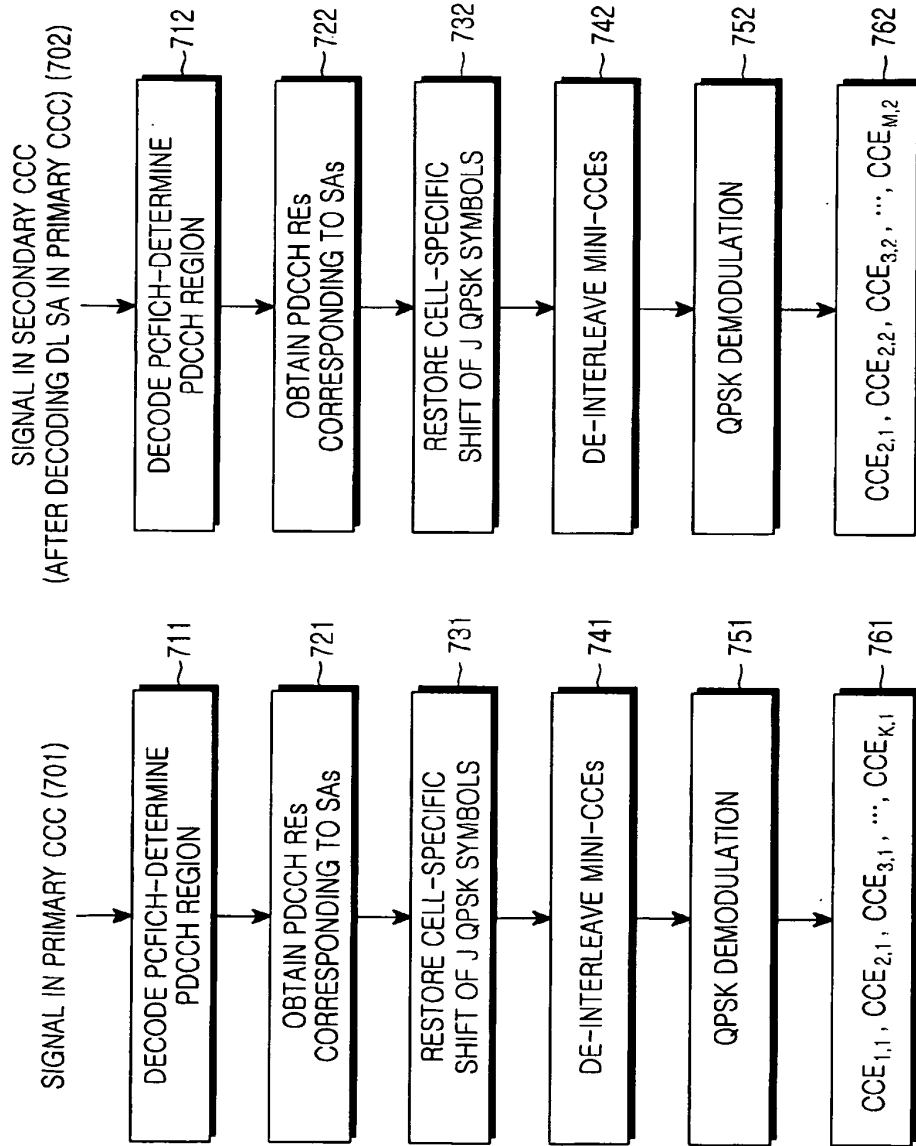 SIGNAL IN PRIMARY CCC (701)
DECODE PCFICH-DETERMINE
PDCCH REGION
711
OBTAIN PDCCH REs
CORRESPONDING TO SAs
721
RESTORE CELL-SPECIFIC
SHIFT OF J QPSK SYMBOLS
731
DE-INTERLEAVE MINI-CCEs
741
QPSK DEMODULATION
751
CCE1,1, CCE2,1, CCE3,1, ..., CCEK,1
761
SIGNAL IN SECONDARY CCC
(AFTER DECODING DL SA IN PRIMARY CCC) (702)
DECODE PCFICH-DETERMINE
PDCCH REGION
712
OBTAIN PDCCH REs
CORRESPONDING TO SAs
722
RESTORE CELL-SPECIFIC
SHIFT OF J QPSK SYMBOLS
732
DE-INTERLEAVE MINI-CCEs
742
QPSK DEMODULATION
752
CCE2,1, CCE2,2, CCE3,2, ..., CCEM,2
762